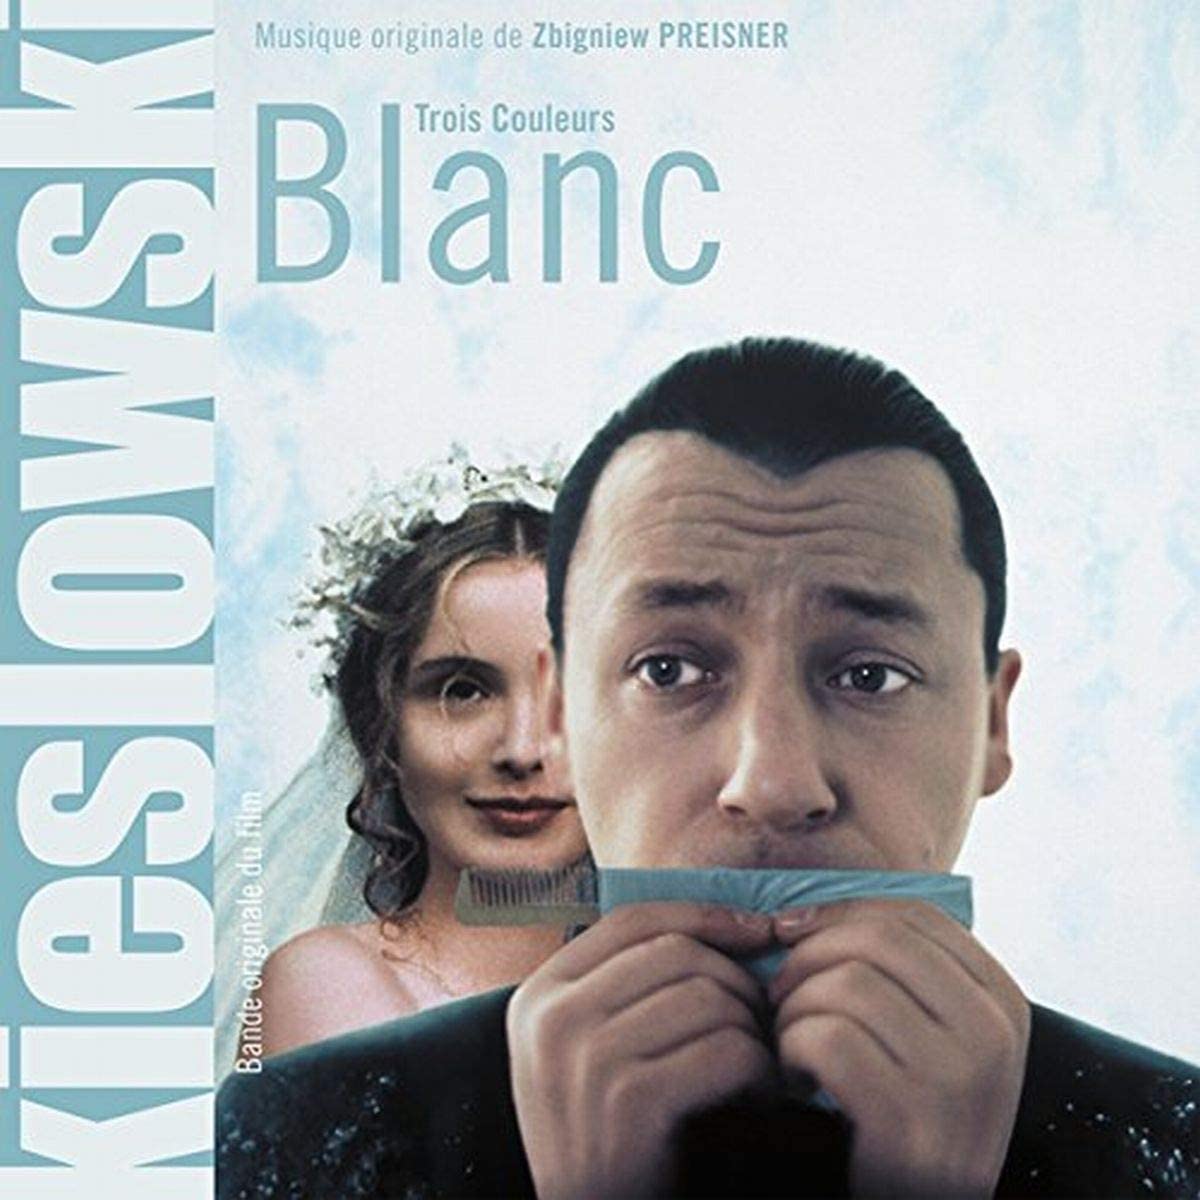 Musique originale de Zbigniew PREISNER
Trois Couleurs
Blanc
kieslowski
Bande originale du film